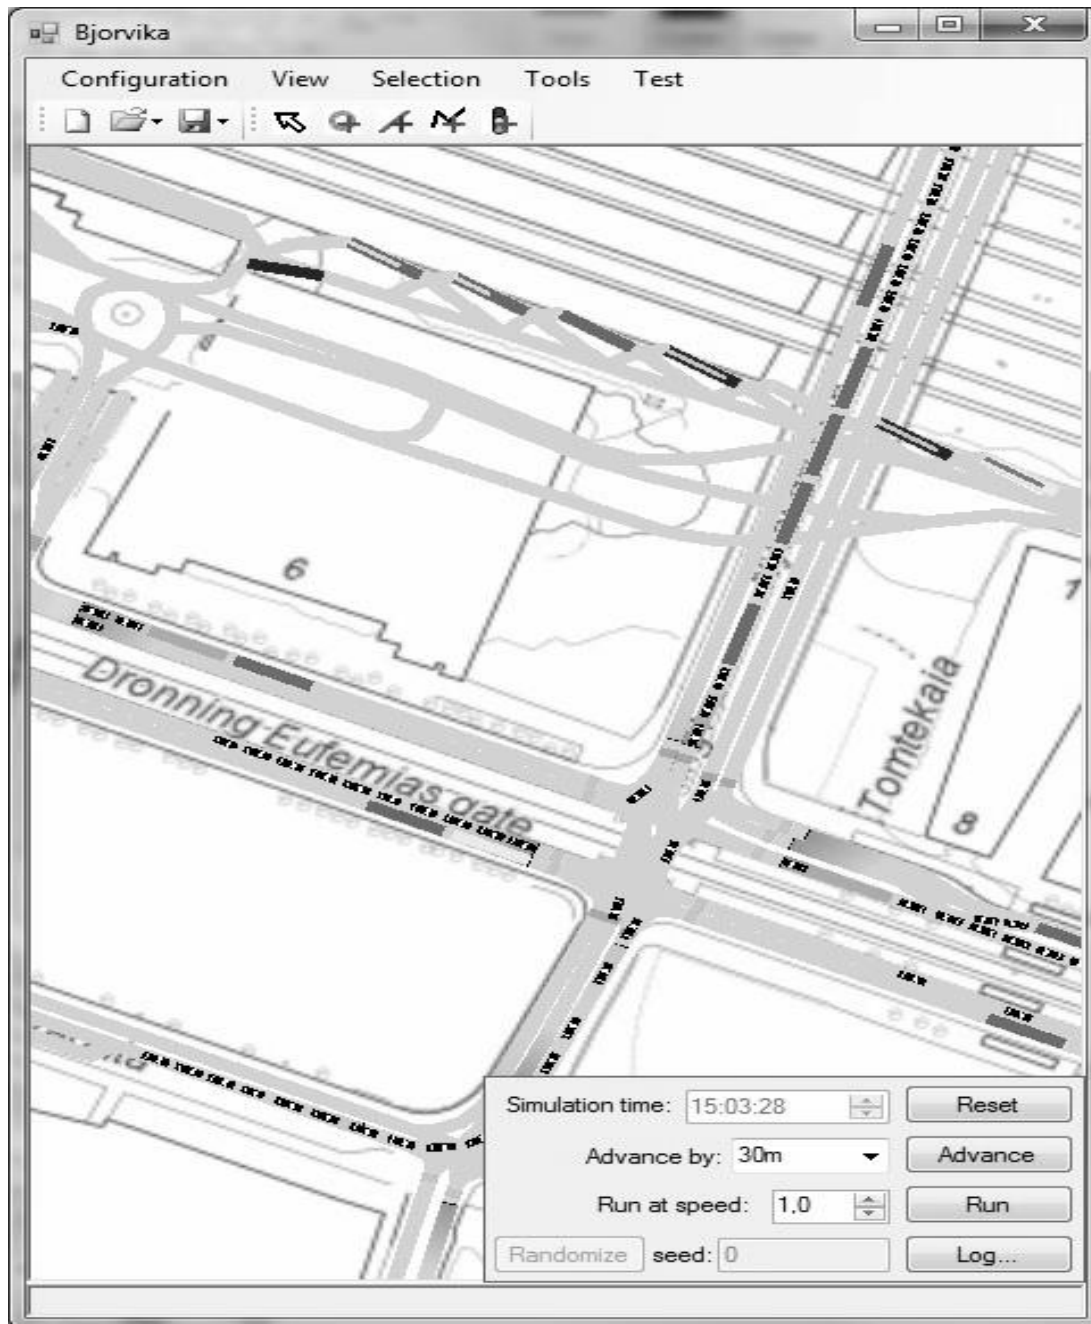 Bjorvika
Configuration View Selection Tools Test
6
Dronning Eufemias gate
Tomtekaia
8
Simulation time: 15:03:28 Reset
Advance by: 30m Advance
Run at speed: 1,0 Run
Randomize seed: 0 Log...